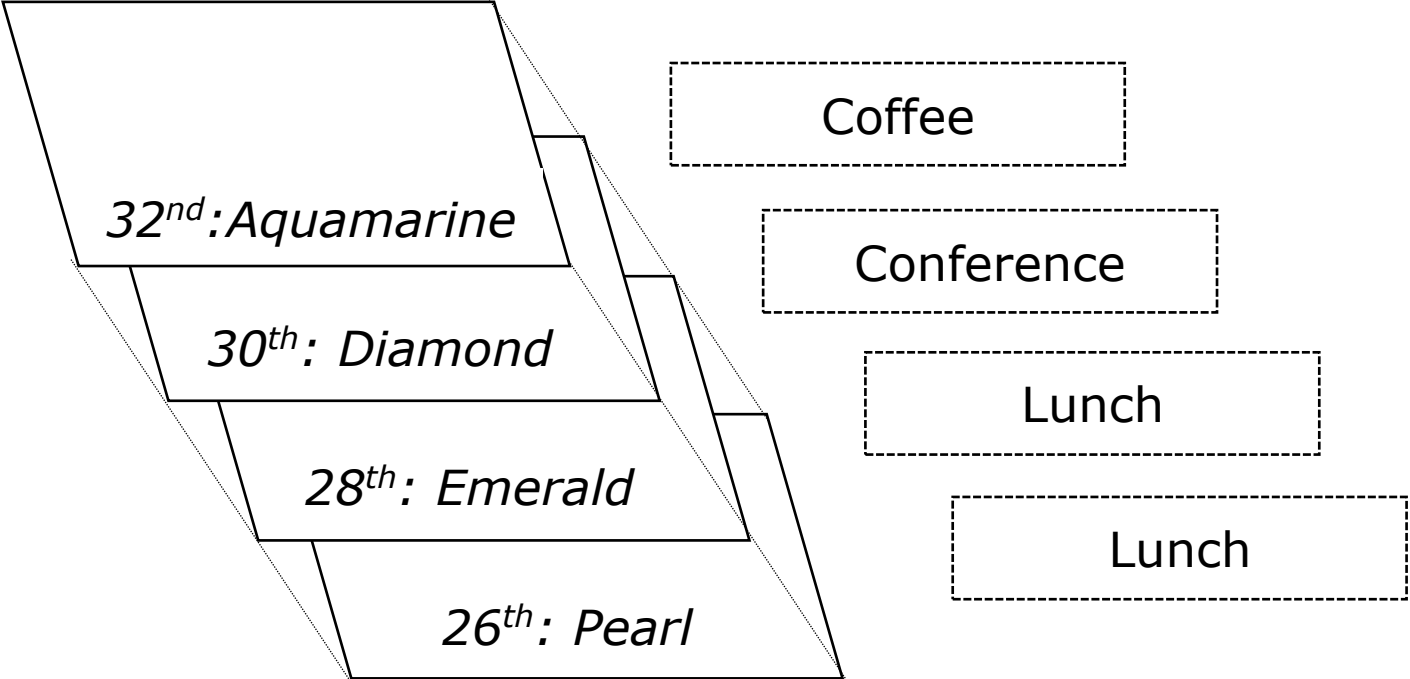 Coffee
32nd:Aquamarine
Conference
30th: Diamond
Lunch
28th: Emerald
Lunch
26th: Pearl